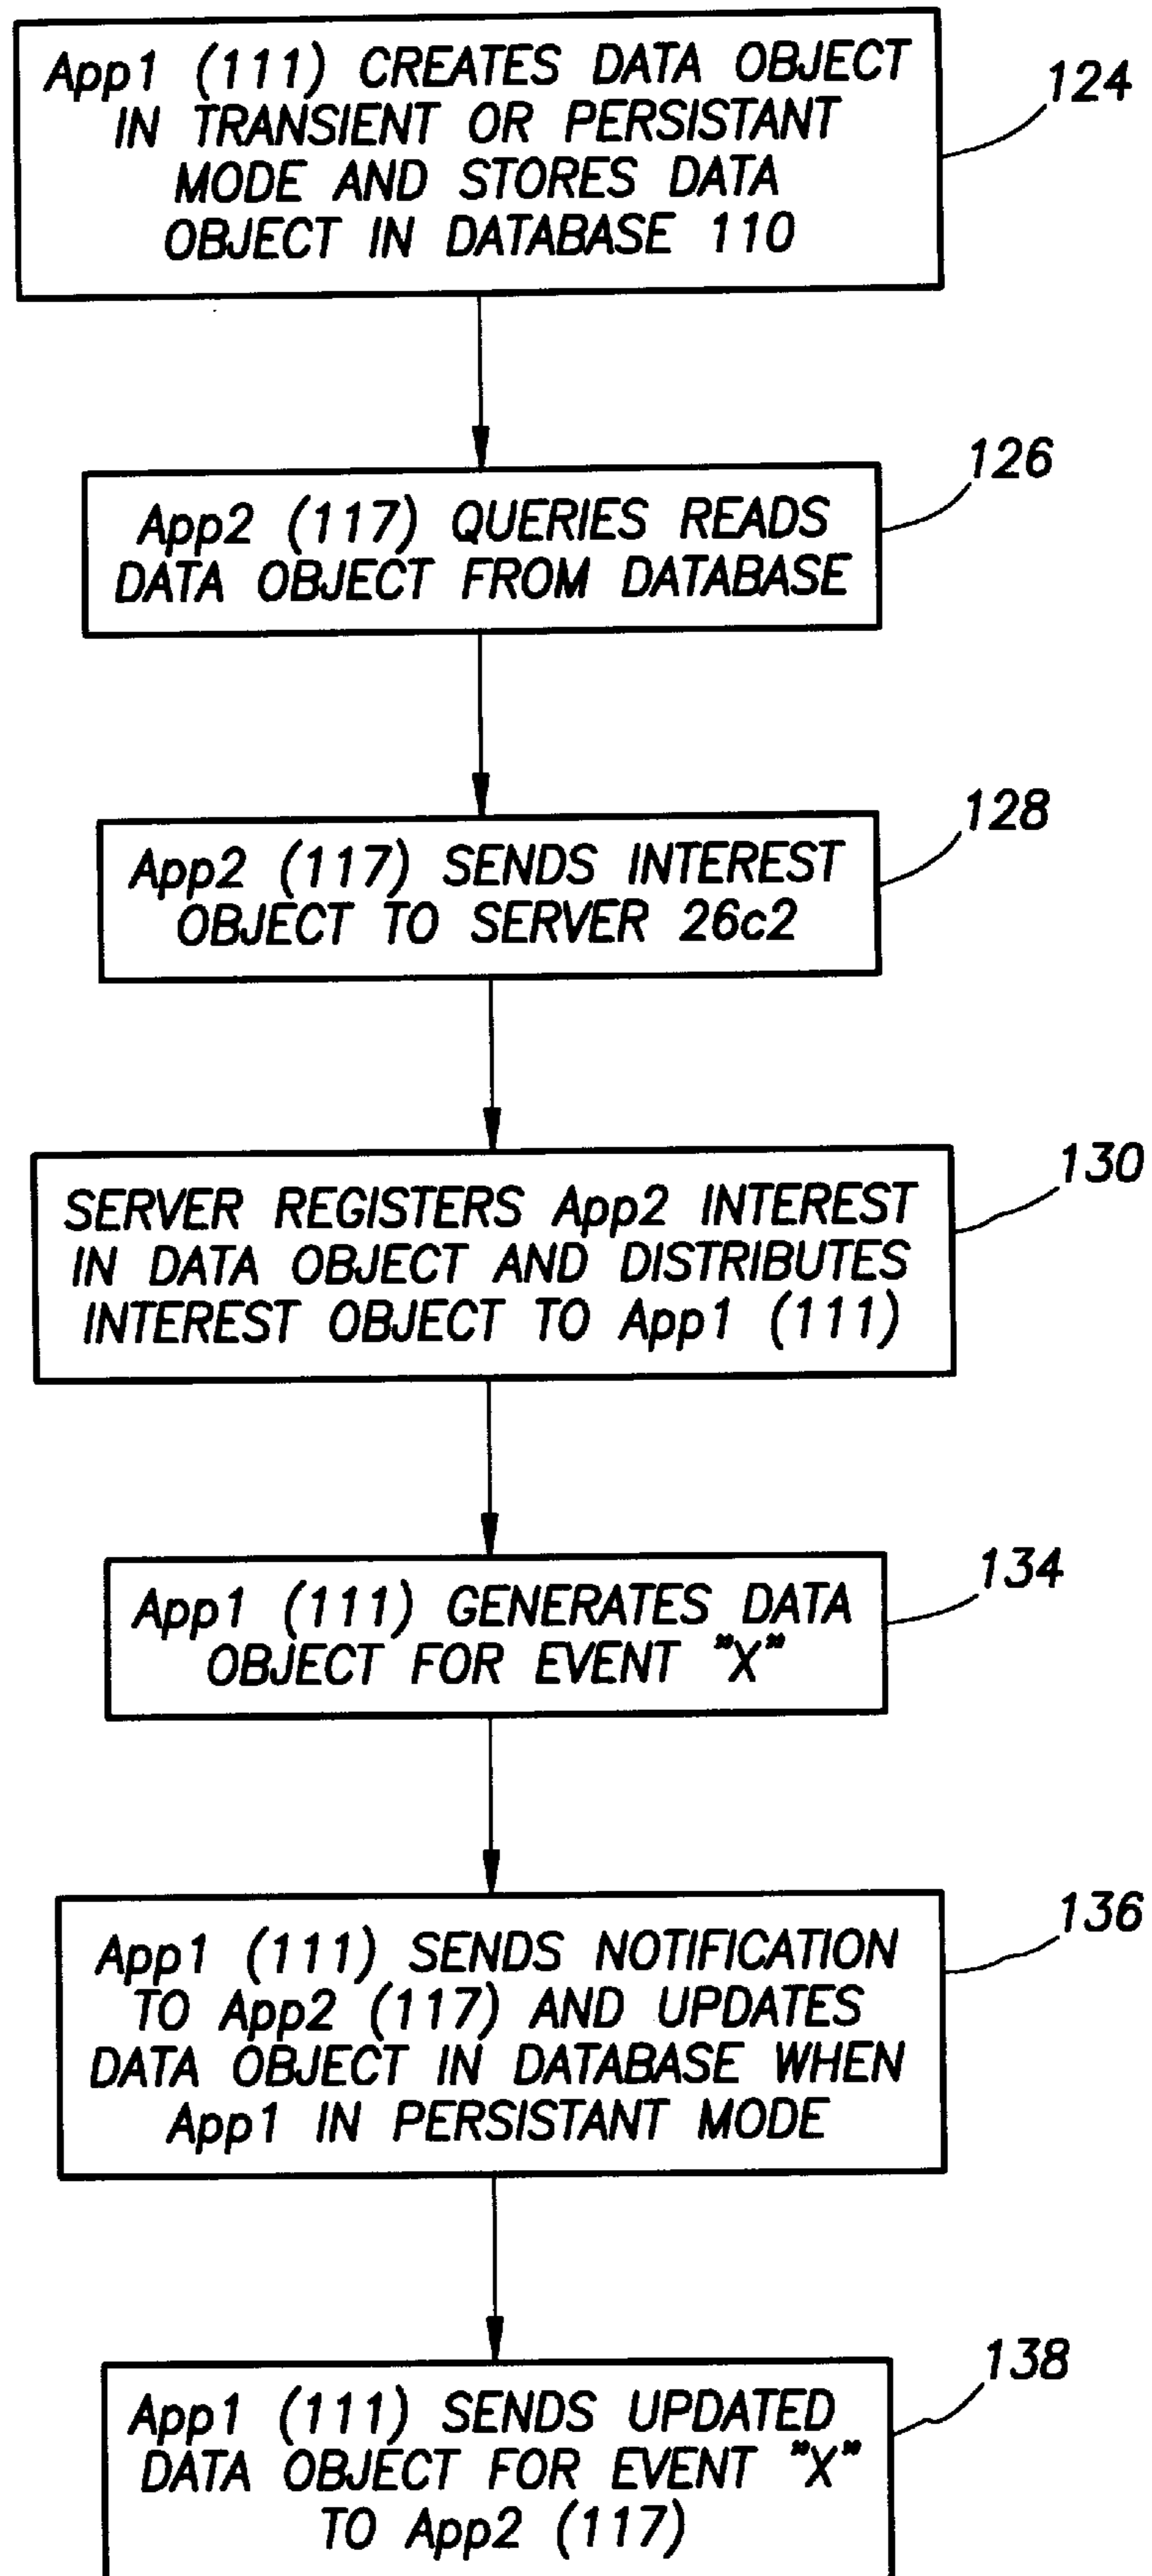 App1 (111) CREATES DATA OBJECT
IN TRANSIENT OR PERSISTANT
MODE AND STORES DATA
OBJECT IN DATABASE 110
124
App2 (117) QUERIES READS
DATA OBJECT FROM DATABASE
126
App2 (117) SENDS INTEREST
OBJECT TO SERVER 26c2
128
SERVER REGISTERS App2 INTEREST
IN DATA OBJECT AND DISTRIBUTES
INTEREST OBJECT TO App1 (111)
130
App1 (111) GENERATES DATA
OBJECT FOR EVENT "X"
134
App1 (111) SENDS NOTIFICATION
TO App2 (117) AND UPDATES
DATA OBJECT IN DATABASE WHEN
App1 IN PERSISTANT MODE
136
App1 (111) SENDS UPDATED
DATA OBJECT FOR EVENT "X"
TO App2 (117)
138